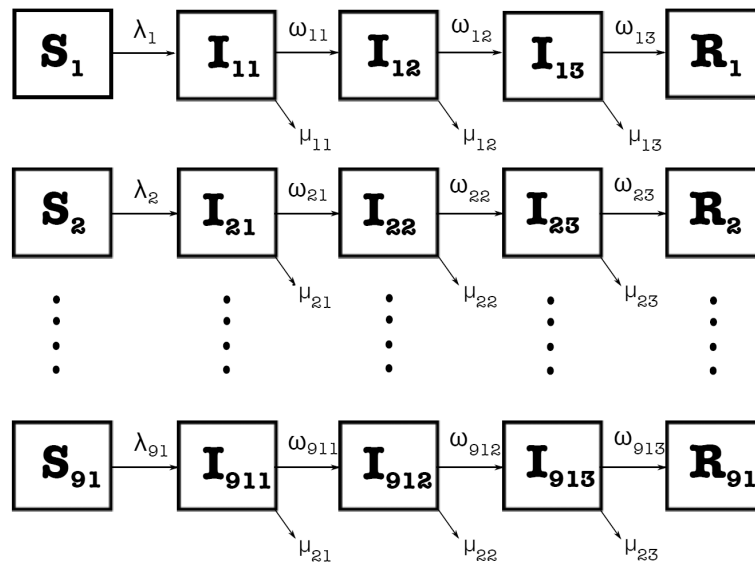 λ₁ ω₁₁ ω₁₂ ω₁₃
S₁ I₁₁ I₁₂ I₁₃ R₁
μ₁₁ μ₁₂ μ₁₃
λ₂ ω₂₁ ω₂₂ ω₂₃
S₂ I₂₁ I₂₂ I₂₃ R₂
μ₂₁ μ₂₂ μ₂₃
λ₉₁ ω₉₁₁ ω₉₁₂ ω₉₁₃
S₉₁ I₉₁₁ I₉₁₂ I₉₁₃ R₉₁
μ₂₁ μ₂₂ μ₂₃